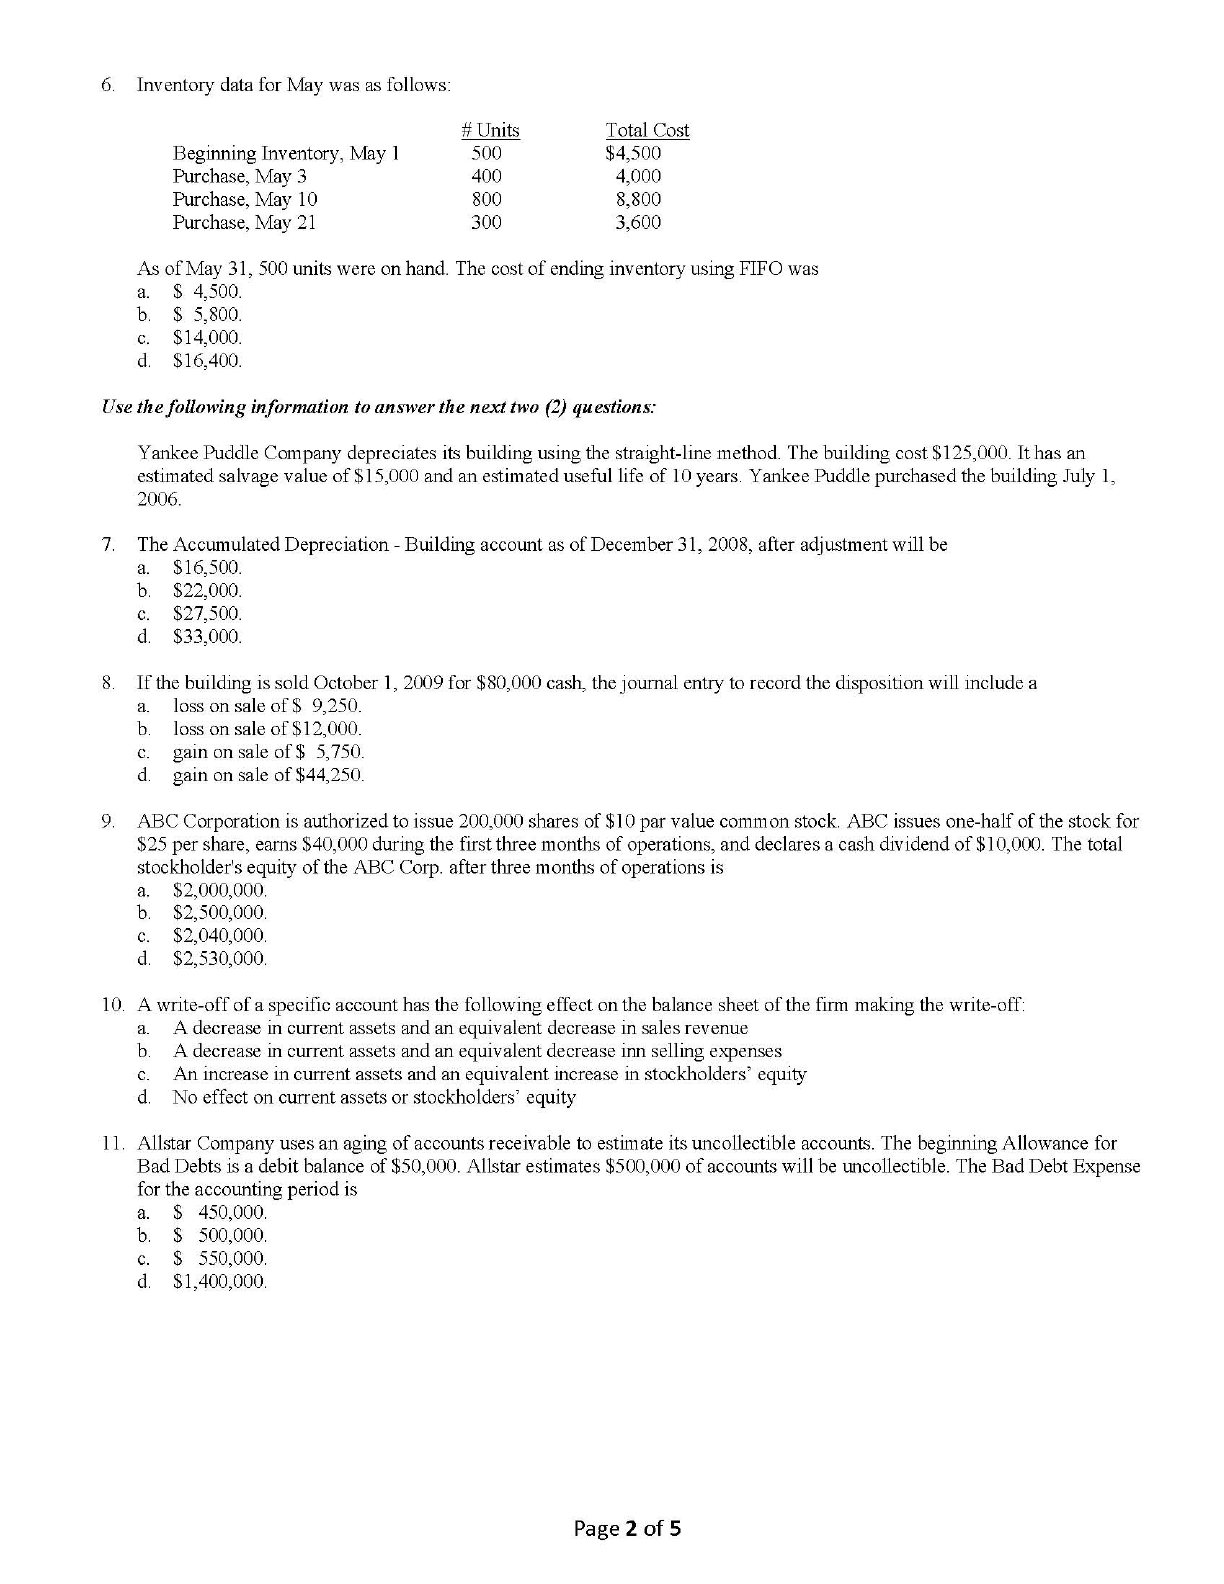 6. Inventory data for May was as follows:
# Units Total Cost
Beginning Inventory, May 1 500 $4,500
Purchase, May 3 400 4,000
Purchase, May 10 800 8,800
Purchase, May 21 300 3,600
As of May 31, 500 units were on hand. The cost of ending inventory using FIFO was
a. $ 4,500.
b. $ 5,800.
c. $14,000.
d. $16,400.
Use the following information to answer the next two (2) questions:
Yankee Puddle Company depreciates its building using the straight-line method. The building cost $125,000. It has an
estimated salvage value of $15,000 and an estimated useful life of 10 years. Yankee Puddle purchased the building July 1,
2006.
7. The Accumulated Depreciation - Building account as of December 31, 2008, after adjustment will be
a. $16,500.
b. $22,000.
c. $27,500.
d. $33,000.
8. If the building is sold October 1, 2009 for $80,000 cash, the journal entry to record the disposition will include a
a. loss on sale of $ 9,250.
b. loss on sale of $12,000.
c. gain on sale of $ 5,750.
d. gain on sale of $44,250.
9. ABC Corporation is authorized to issue 200,000 shares of $10 par value common stock. ABC issues one-half of the stock for
$25 per share, earns $40,000 during the first three months of operations, and declares a cash dividend of $10,000. The total
stockholder's equity of the ABC Corp. after three months of operations is
a. $2,000,000.
b. $2,500,000.
c. $2,040,000.
d. $2,530,000.
10. A write-off of a specific account has the following effect on the balance sheet of the firm making the write-off:
a. A decrease in current assets and an equivalent decrease in sales revenue
b. A decrease in current assets and an equivalent decrease inn selling expenses
c. An increase in current assets and an equivalent increase in stockholders’ equity
d. No effect on current assets or stockholders’ equity
11. Allstar Company uses an aging of accounts receivable to estimate its uncollectible accounts. The beginning Allowance for
Bad Debts is a debit balance of $50,000. Allstar estimates $500,000 of accounts will be uncollectible. The Bad Debt Expense
for the accounting period is
a. $ 450,000.
b. $ 500,000.
c. $ 550,000.
d. $1,400,000.
Page 2 of 5